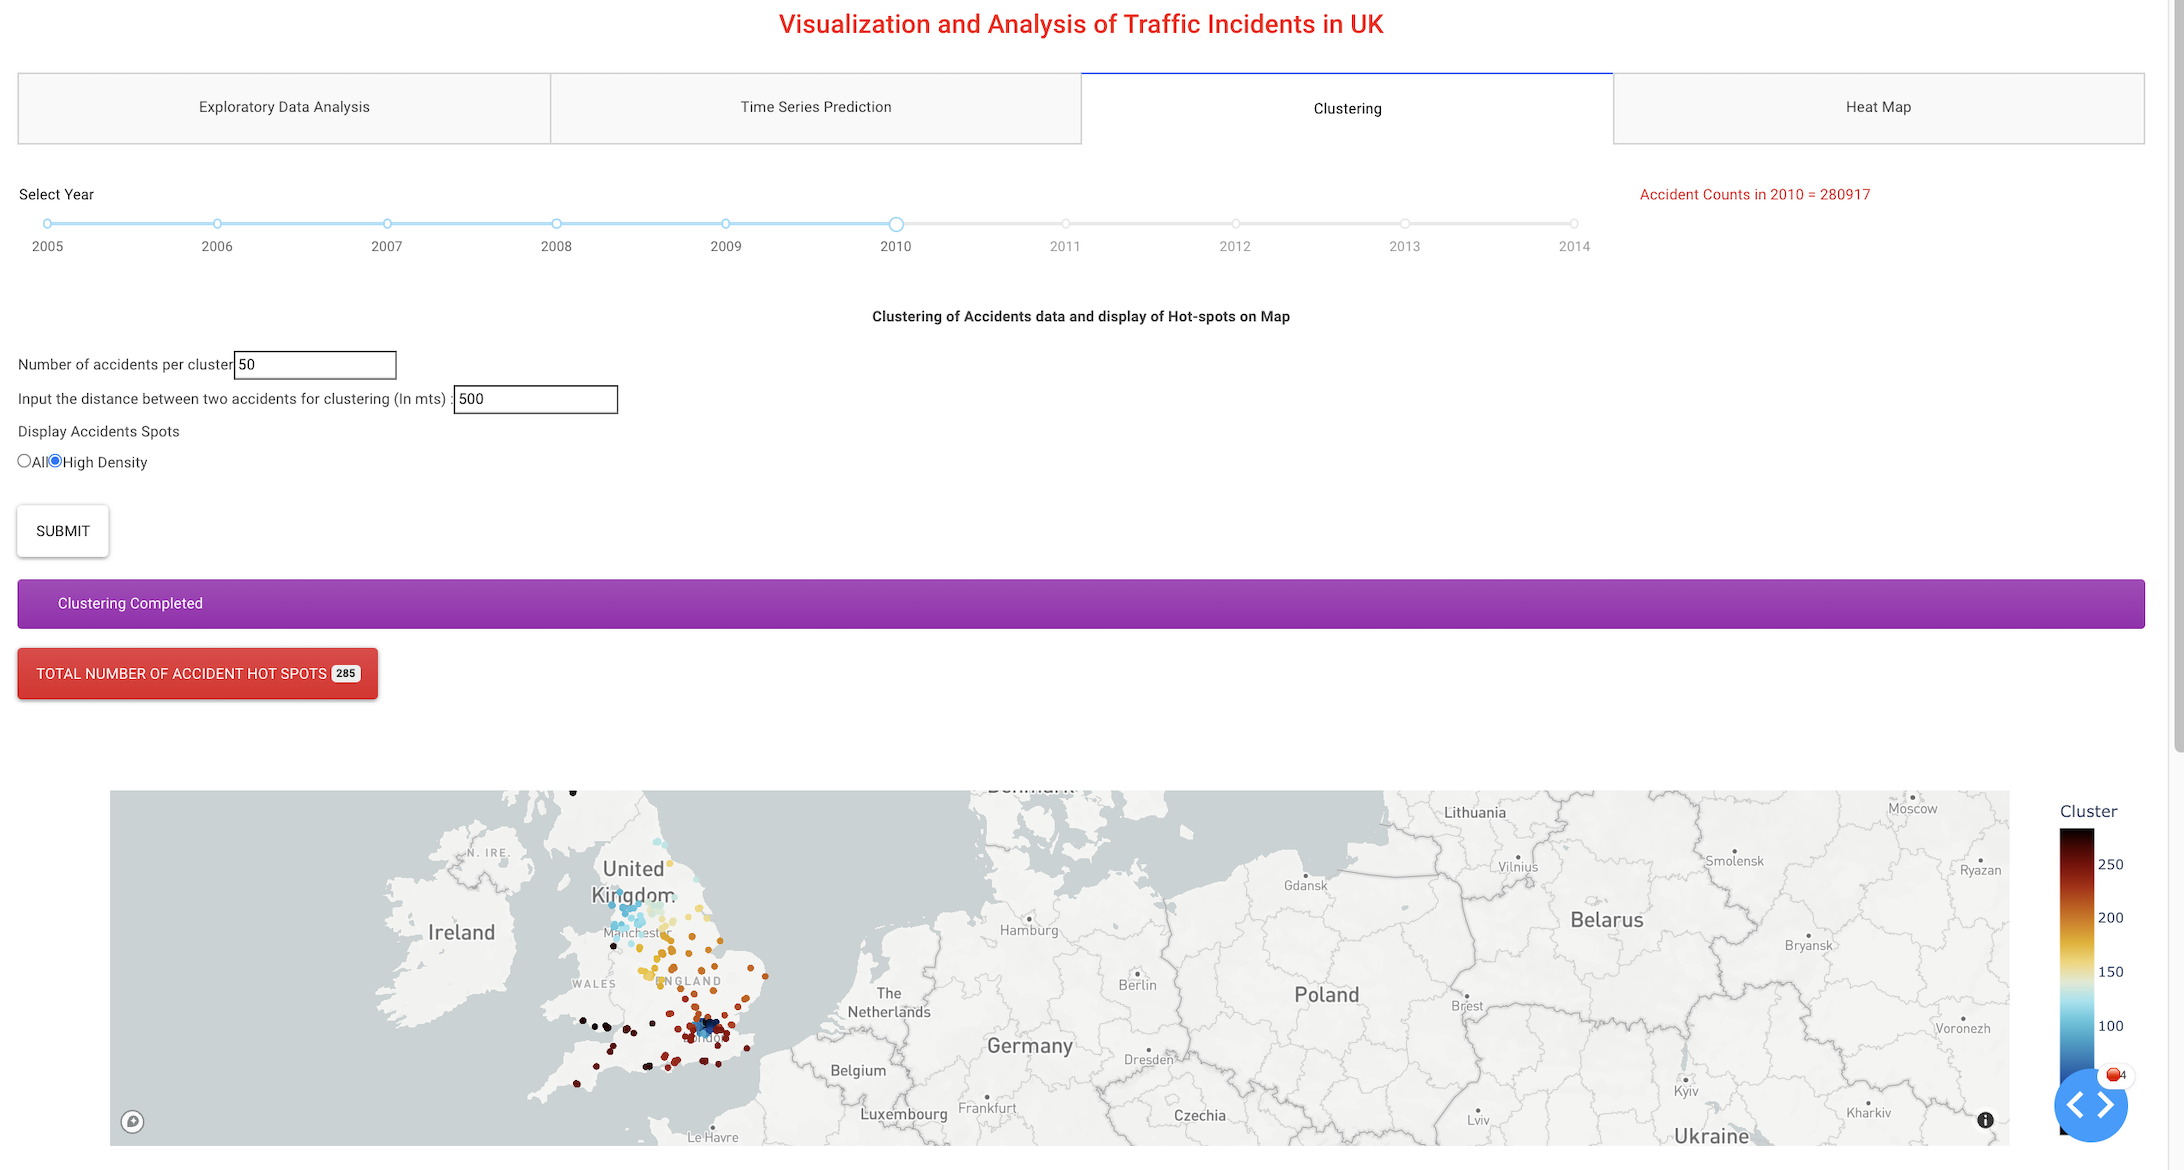 Visualization and Analysis of Traffic Incidents in UK
Exploratory Data Analysis
Time Series Prediction
Clustering
Heat Map
Select Year
Accident Counts in 2010 = 280917
2005 2006 2007 2008 2009 2010 2011 2012 2013 2014
Clustering of Accidents data and display of Hot-spots on Map
Number of accidents per cluster 50
Input the distance between two accidents for clustering (In mts) : 500
Display Accidents Spots
All High Density
SUBMIT
Clustering Completed
TOTAL NUMBER OF ACCIDENT HOT SPOTS 285
Denmark
Lithuania
Moscow
Cluster
N. IRE.
United
Kingdom
Vilnius
Smolensk
Ryazan
250
Gdansk
Ireland
Manchester
Hamburg
Belarus
200
Bryansk
WALES
ENGLAND
The
Netherlands
Berlin
Poland
Brest
150
London
Germany
Voronezh
100
Belgium
Dresden
4
Luxembourg
Frankfurt
Czechia
Kyiv
Lviv
Kharkiv
Le Havre
Ukraine